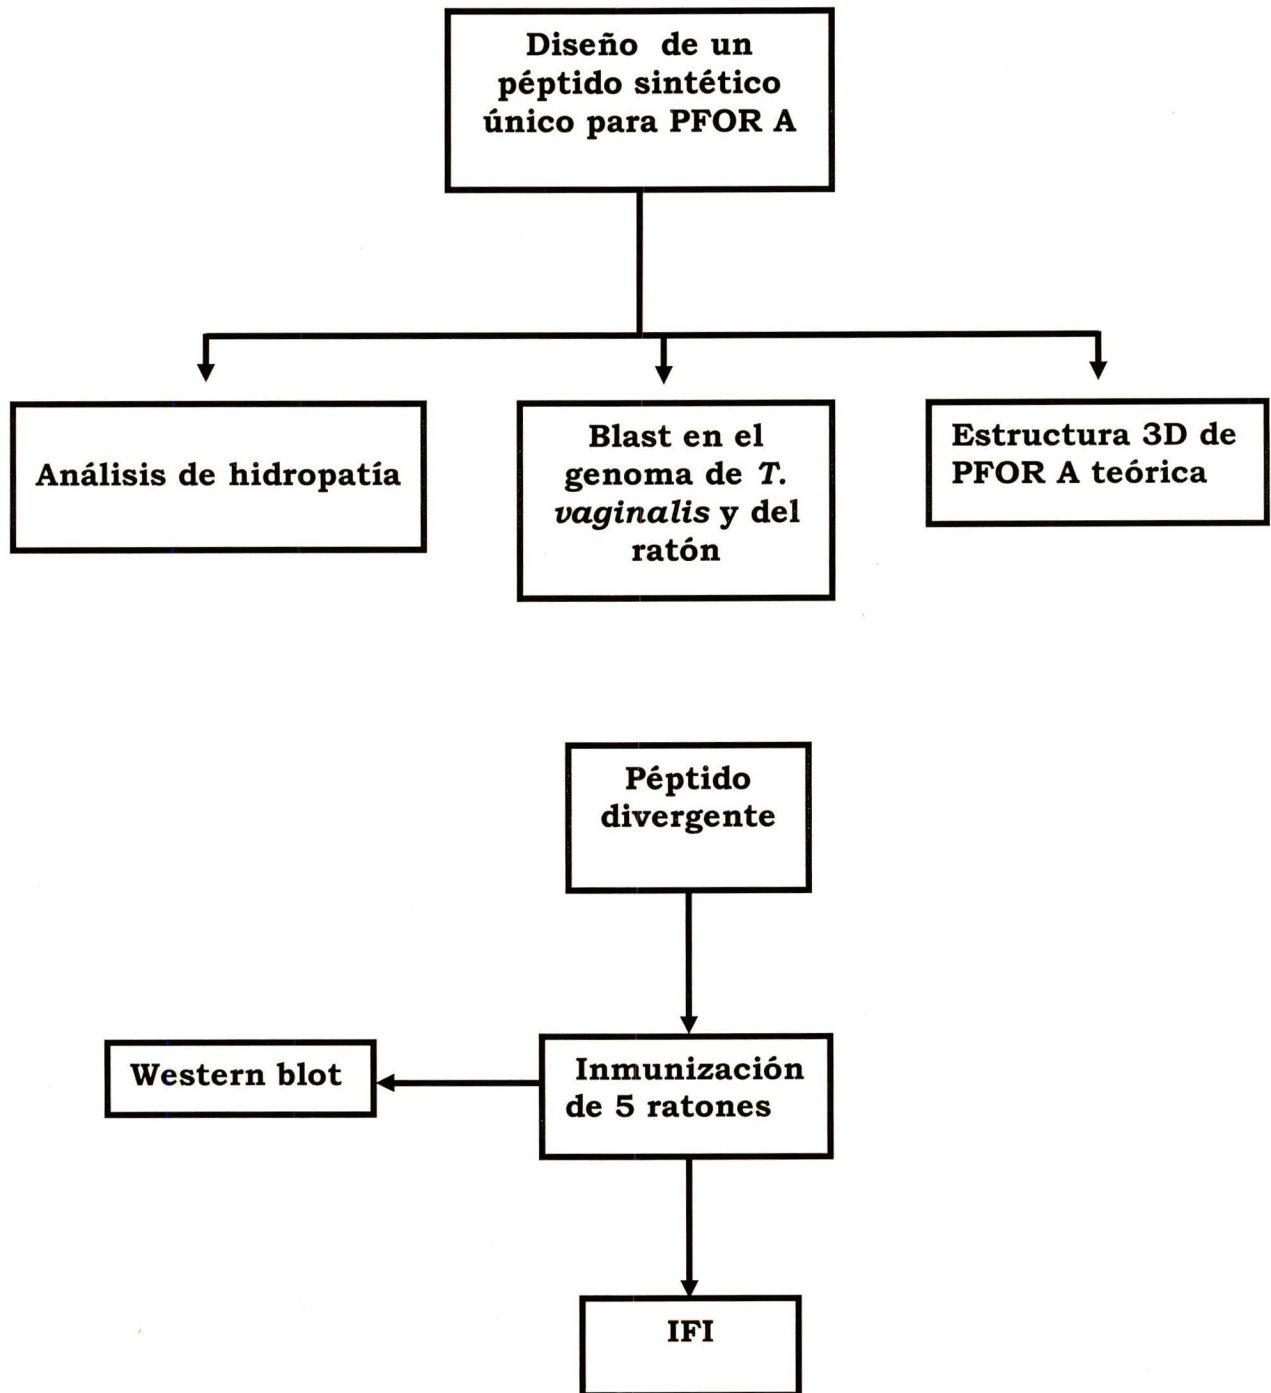 Diseño de un
péptido sintético
único para PFOR A
Análisis de hidropatía
Blast en el
genoma de T.
vaginalis y del
ratón
Estructura 3D de
PFOR A teórica
Péptido
divergente
Western blot
Inmunización
de 5 ratones
IFI